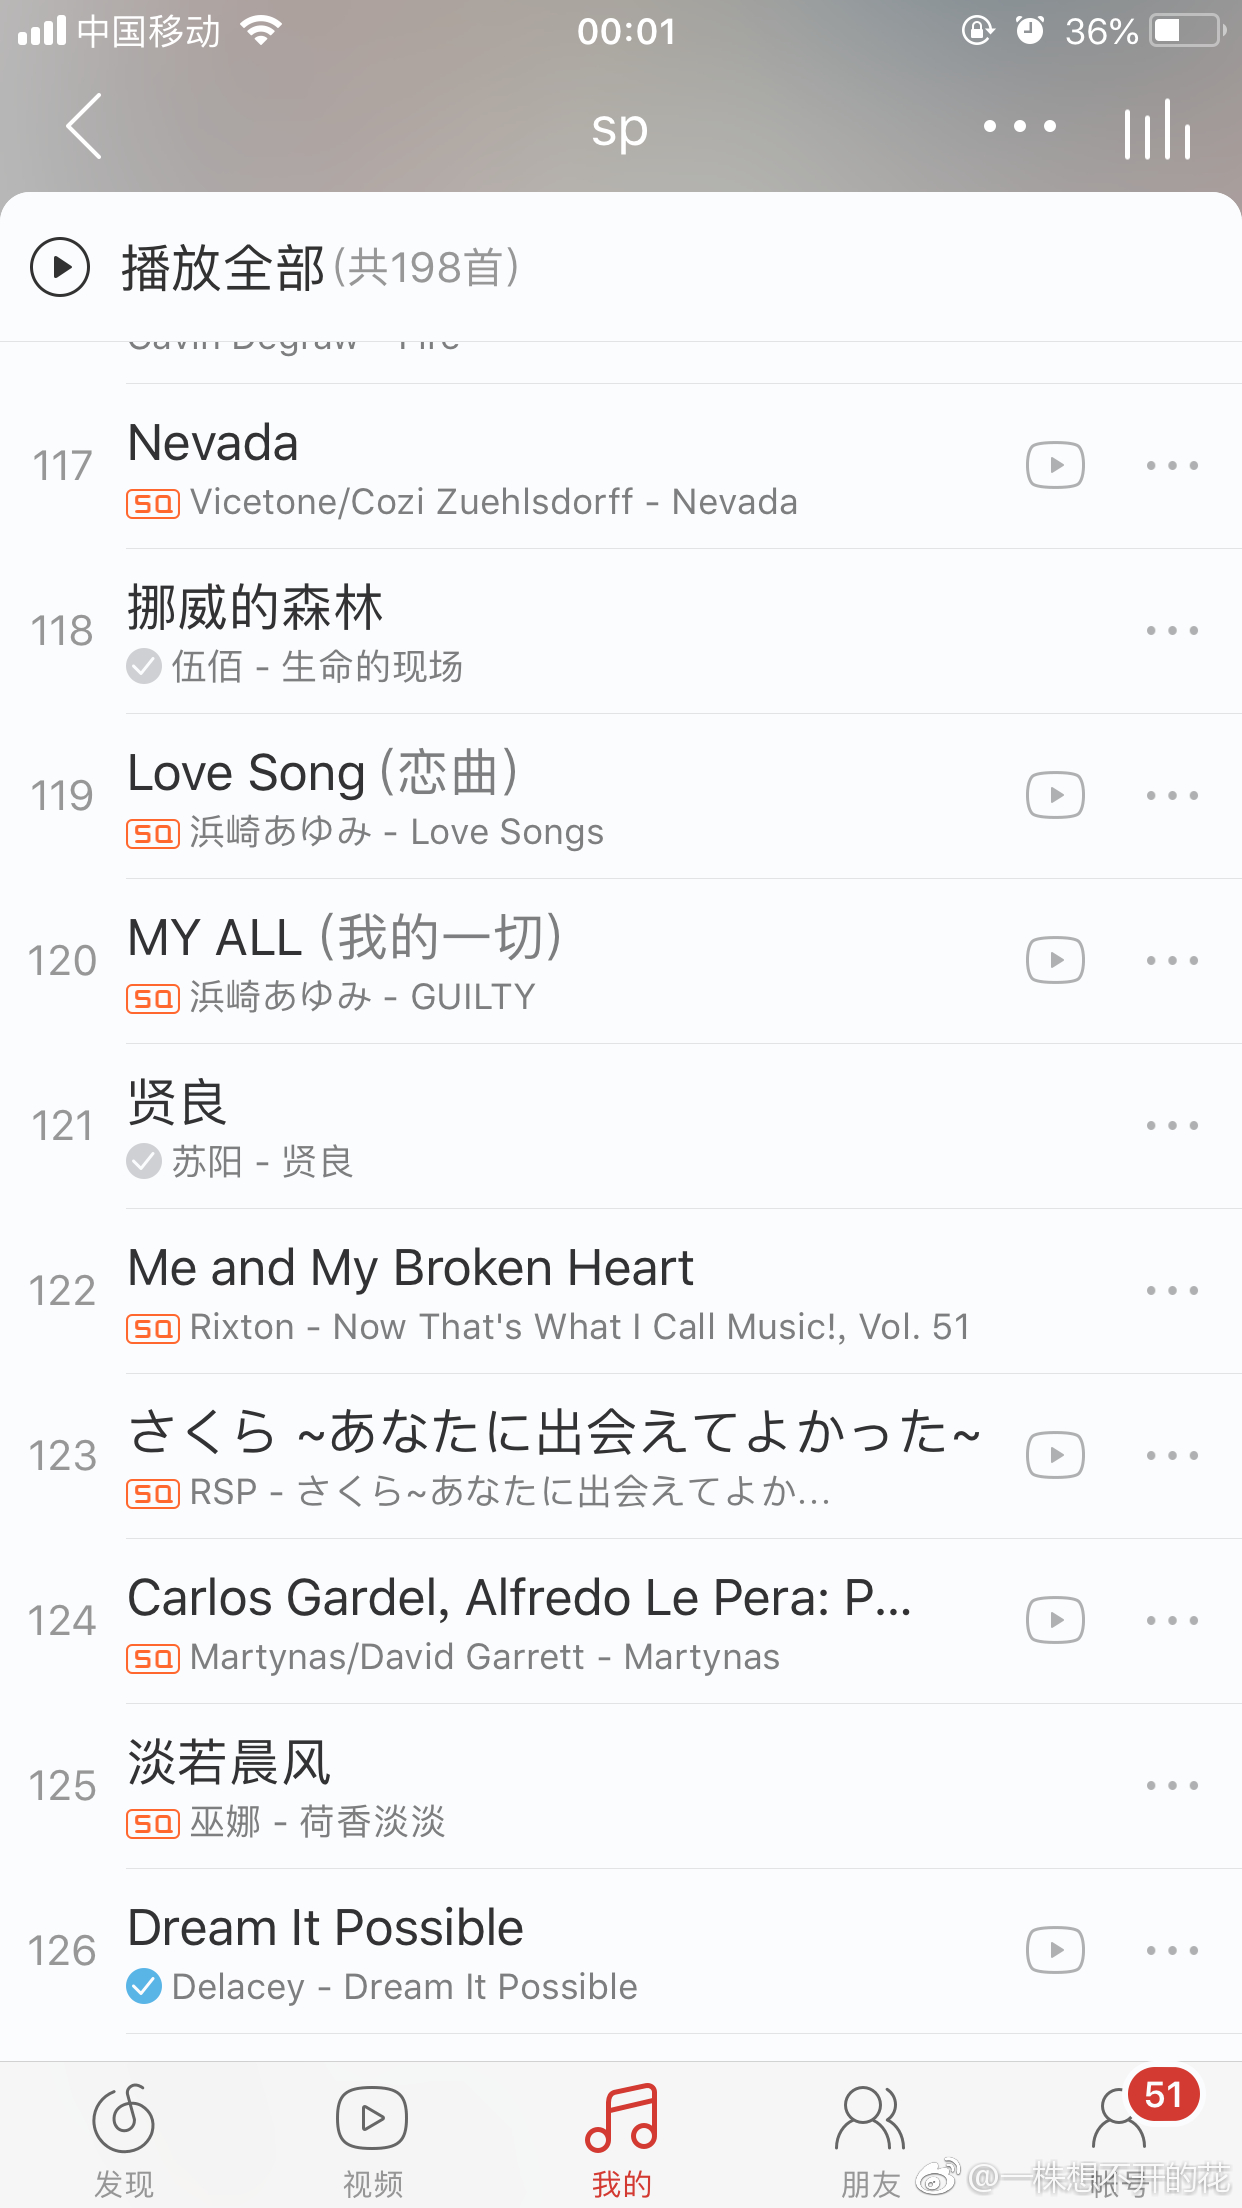 中国移动 00:01 36%
sp
播放全部(共198首)
Gavin Degraw - Fire
117 Nevada
SQ Vicetone/Cozi Zuehlsdorff - Nevada
118 挪威的森林
伍佰 - 生命的现场
119 Love Song (恋曲)
SQ 浜崎あゆみ - Love Songs
120 MY ALL (我的一切)
SQ 浜崎あゆみ - GUILTY
121 贤良
苏阳 - 贤良
122 Me and My Broken Heart
SQ Rixton - Now That's What I Call Music!, Vol. 51
123 さくら ~あなたに出会えてよかった~
SQ RSP - さくら~あなたに出会えてよか...
124 Carlos Gardel, Alfredo Le Pera: P...
SQ Martynas/David Garrett - Martynas
125 淡若晨风
SQ 巫娜 - 荷香淡淡
126 Dream It Possible
Delacey - Dream It Possible
51
发现 视频 我的 朋友 帐号
@一株想不开的花